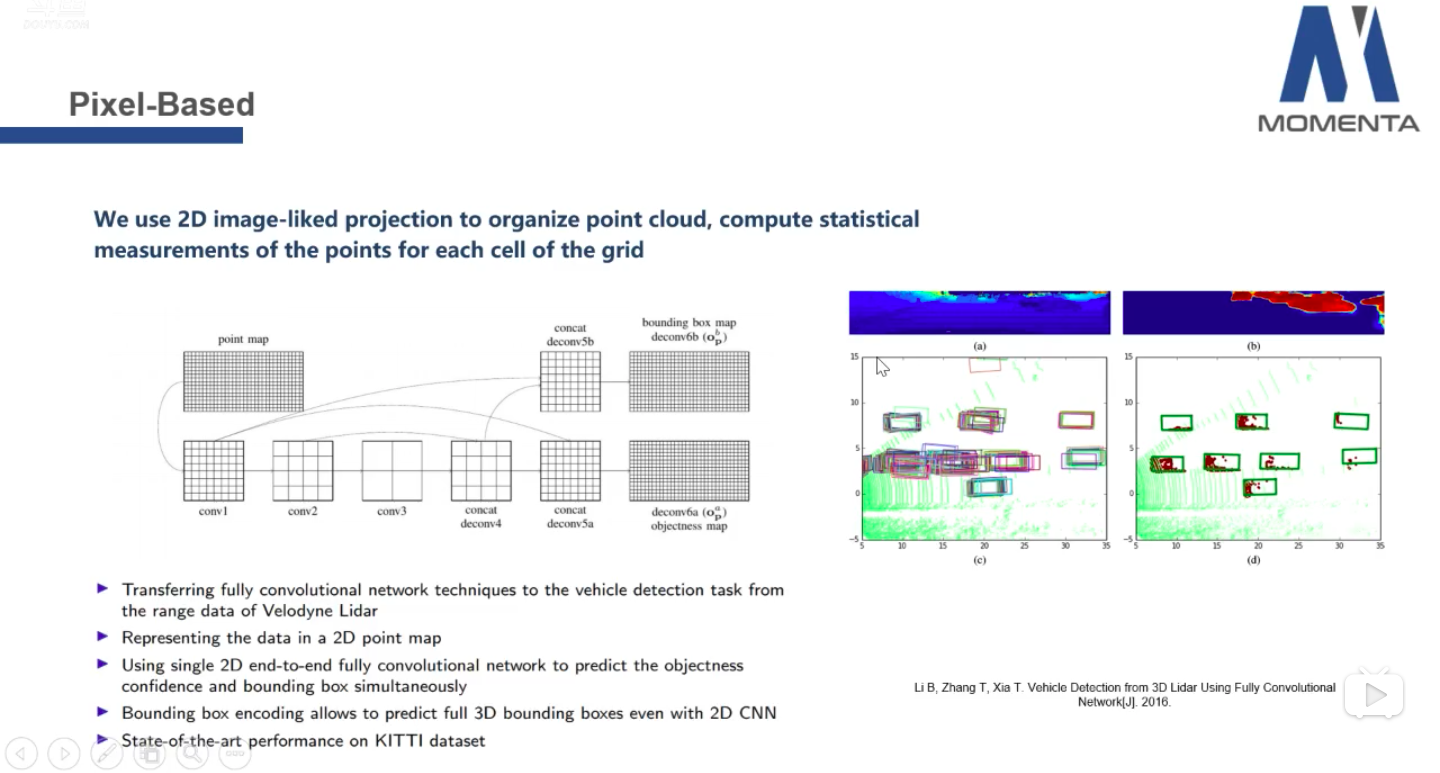 DOUYU.COM
MOMENTA
Pixel-Based
We use 2D image-liked projection to organize point cloud, compute statistical
measurements of the points for each cell of the grid
point map
concat
deconv5b
bounding box map
deconv6b (o_p^b)
conv1
conv2
conv3
concat
deconv4
concat
deconv5a
deconv6a (o_p^a)
objectness map
(a)
(b)
15
10
5
0
−5
5 10 15 20 25 30 35
(c)
15
10
5
0
−5
5 10 15 20 25 30 35
(d)
Transferring fully convolutional network techniques to the vehicle detection task from
the range data of Velodyne Lidar
Representing the data in a 2D point map
Using single 2D end-to-end fully convolutional network to predict the objectness
confidence and bounding box simultaneously
Bounding box encoding allows to predict full 3D bounding boxes even with 2D CNN
State-of-the-art performance on KITTI dataset
Li B, Zhang T, Xia T. Vehicle Detection from 3D Lidar Using Fully Convolutional
Network[J]. 2016.